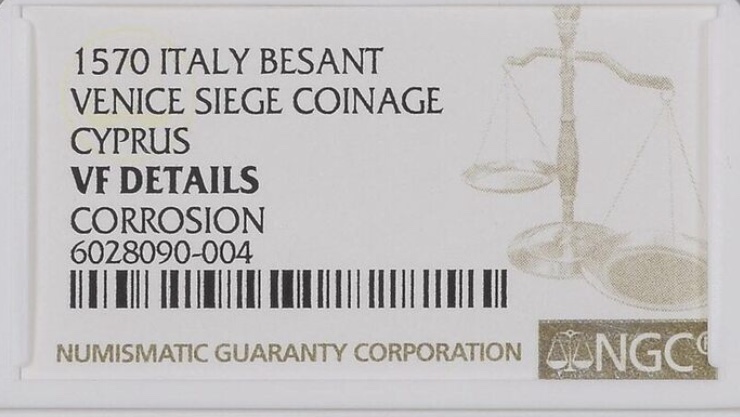 1570 ITALY BESANT
VENICE SIEGE COINAGE
CYPRUS
VF DETAILS
CORROSION
6028090-004
NUMISMATIC GUARANTY CORPORATION
NGC®